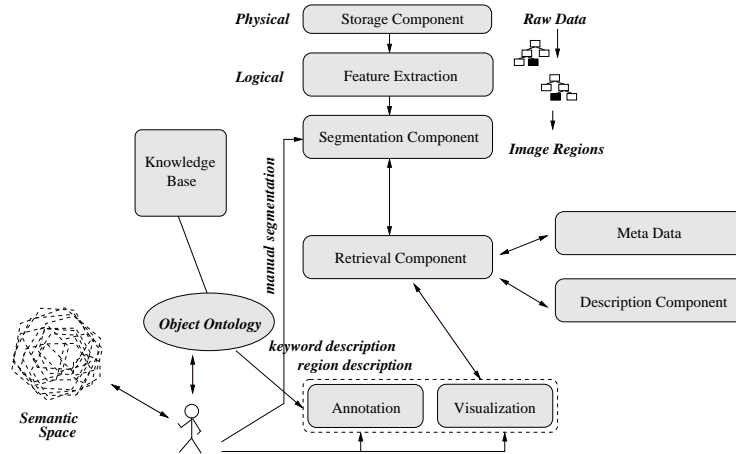 Physical
Storage Component
Raw Data
Logical
Feature Extraction
Segmentation Component
Image Regions
Knowledge
Base
manual segmentation
Retrieval Component
Meta Data
Description Component
Object Ontology
keyword description
region description
Annotation
Visualization
Semantic
Space